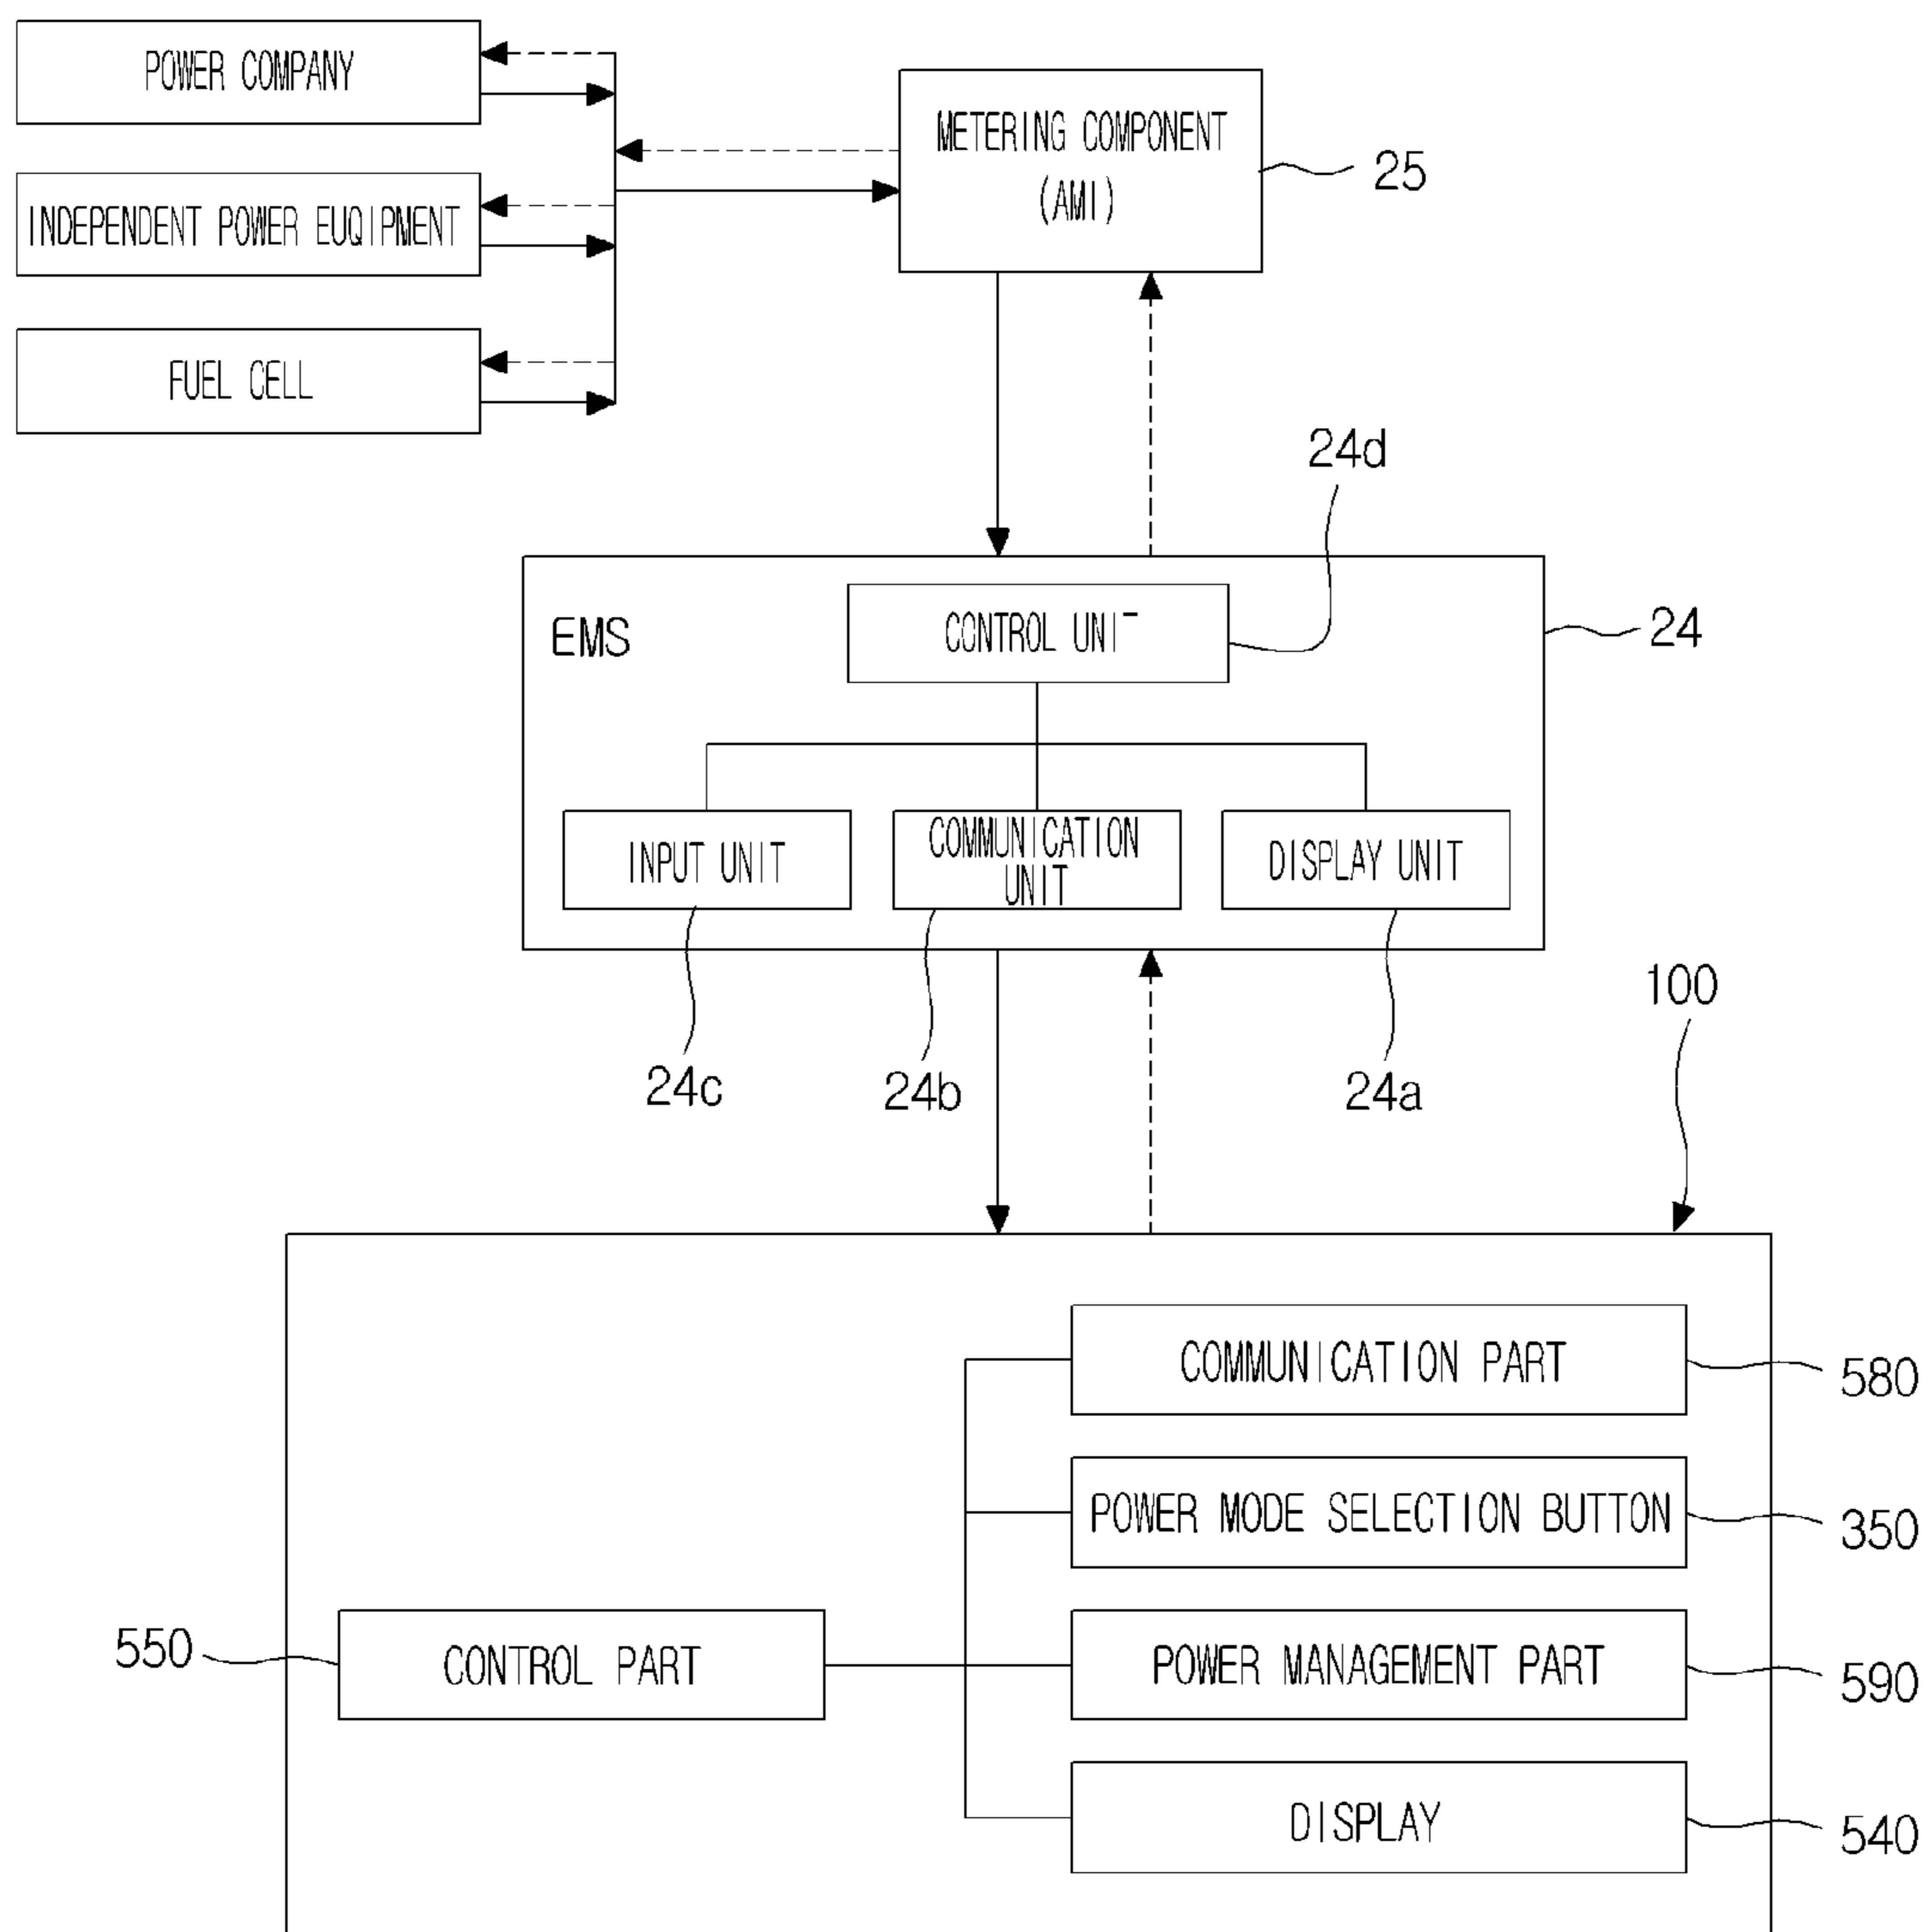 POWER COMPANY
METERING COMPONENT
(AMI)
25
INDEPENDENT POWER EUQIPMENT
FUEL CELL
24d
EMS
CONTROL UNIT
24
INPUT UNIT
COMMUNICATION
UNIT
DISPLAY UNIT
24c
24b
24a
100
COMMUNICATION PART
580
POWER MODE SELECTION BUTTON
350
550
CONTROL PART
POWER MANAGEMENT PART
590
DISPLAY
540